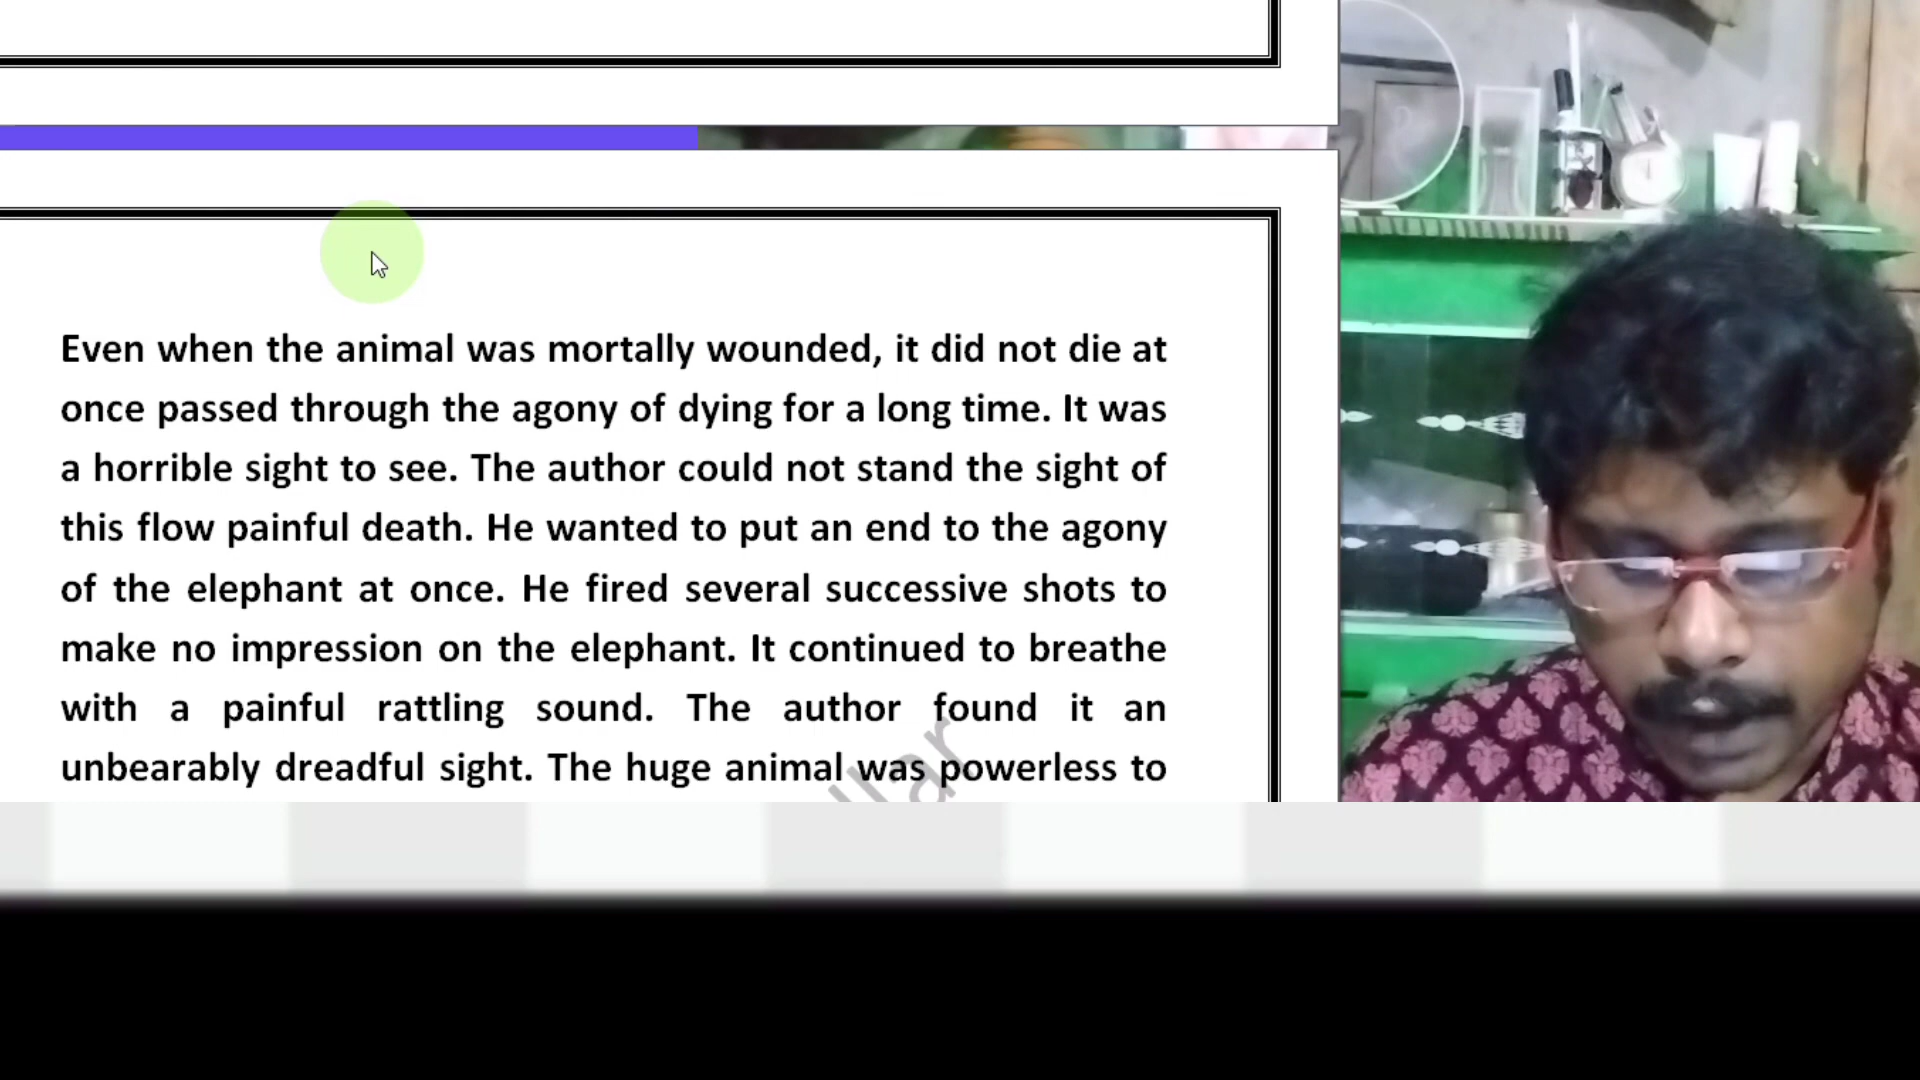 Even when the animal was mortally wounded, it did not die at
once passed through the agony of dying for a long time. It was
a horrible sight to see. The author could not stand the sight of
this flow painful death. He wanted to put an end to the agony
of the elephant at once. He fired several successive shots to
make no impression on the elephant. It continued to breathe
with a painful rattling sound. The author found it an
unbearably dreadful sight. The huge animal was powerless to